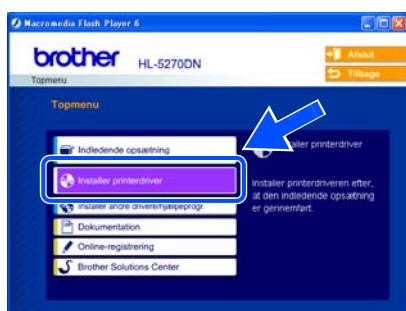 Macromedia Flash Player 6
brother HL-5270DN
Afslut
Tilbage
Topmenu
Topmenu
Indledende opsætning
Installer printerdriver
Installer andre drivere/hjælpeprogr.
Dokumentation
Online-registrering
Brother Solutions Center
aller printerdriver
Installer printerdriveren efter,
at den indledende opsætning
er gennemført.